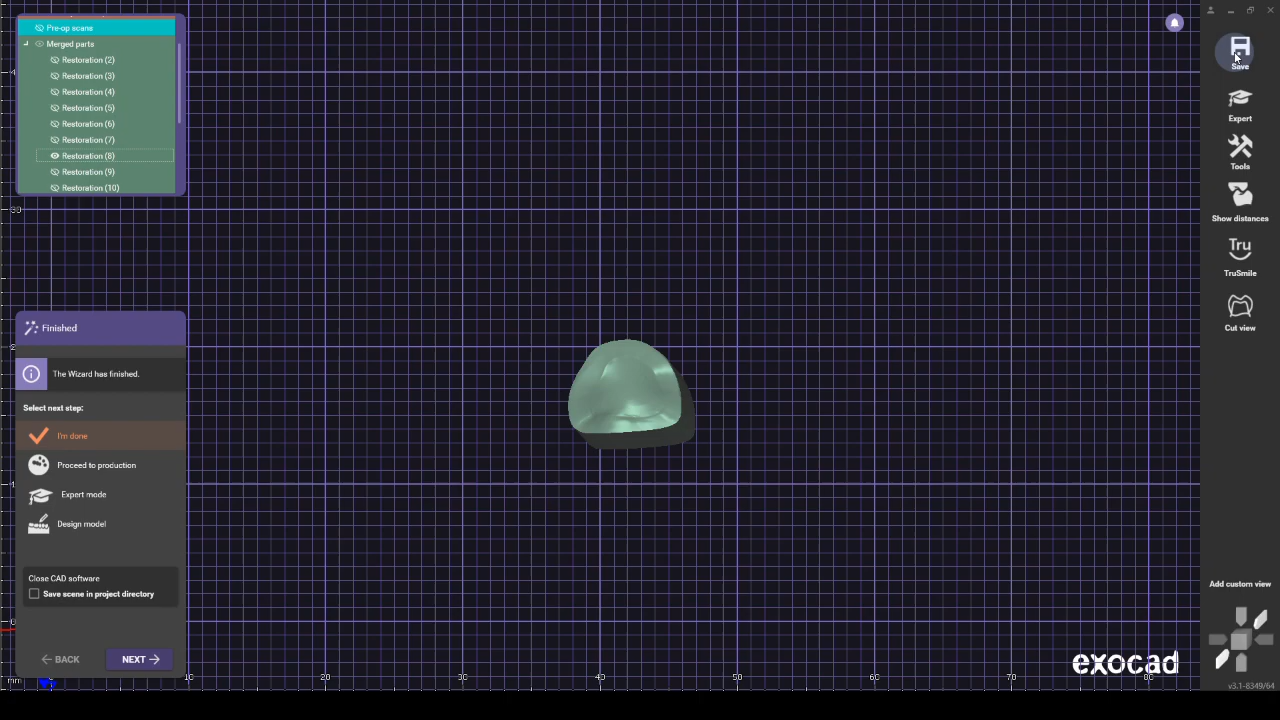 Pre-op scans
Merged parts
Restoration (2)
Restoration (3)
Restoration (4)
Restoration (5)
Restoration (6)
Restoration (7)
Restoration (8)
Restoration (9)
Restoration (10)
Save
Expert
Tools
Show distances
Tru
TruSmile
Cut view
30
Finished
The Wizard has finished.
Select next step:
I'm done
Proceed to production
Expert mode
Design model
Close CAD software
Save scene in project directory
BACK
NEXT
Add custom view
exocad
mm
10
20
30
40
50
60
70
80
v3.1-8349/64